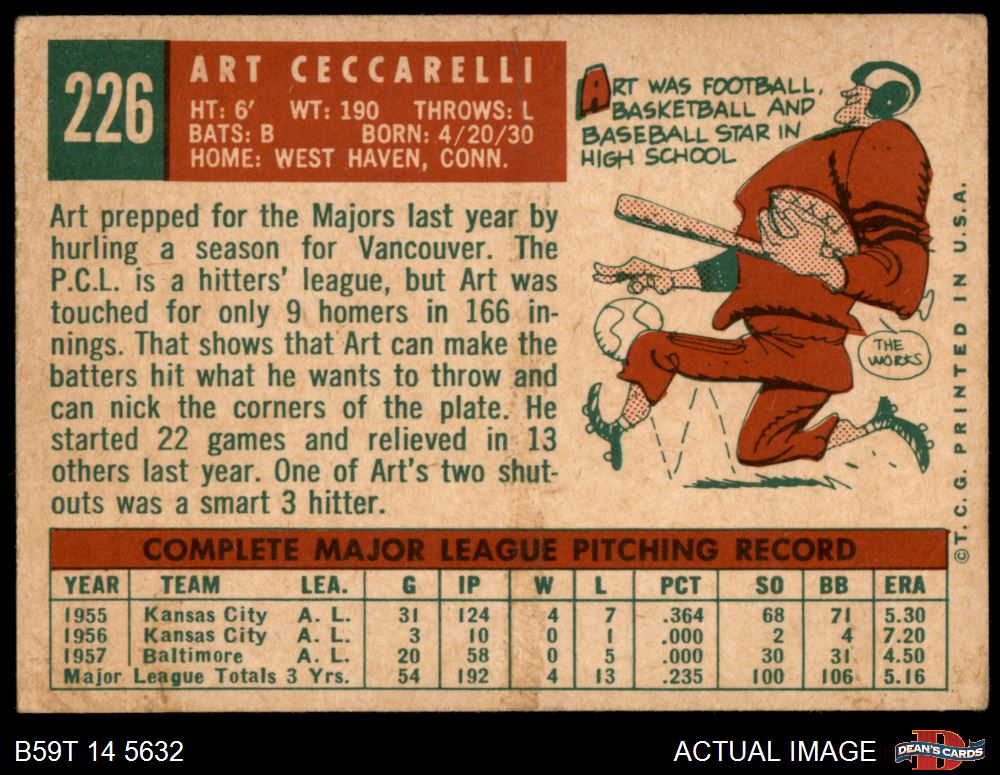 226
ART CECCARELLI
HT: 6' WT: 190 THROWS: L
BATS: B BORN: 4/20/30
HOME: WEST HAVEN, CONN.
ART WAS FOOTBALL,
BASKETBALL AND
BASEBALL STAR IN
HIGH SCHOOL
THE
WORKS
Art prepped for the Majors last year by
hurling a season for Vancouver. The
P.C.L. is a hitters' league, but Art was
touched for only 9 homers in 166 in-
nings. That shows that Art can make the
batters hit what he wants to throw and
can nick the corners of the plate. He
started 22 games and relieved in 13
others last year. One of Art's two shut-
outs was a smart 3 hitter.
©T. C. G. PRINTED IN U.S.A.
COMPLETE MAJOR LEAGUE PITCHING RECORD
YEAR TEAM LEA. G IP W L PCT SO BB ERA
1955 Kansas City A. L. 31 124 4 7 .364 68 71 5.30
1956 Kansas City A. L. 3 10 0 1 .000 2 4 7.20
1957 Baltimore A. L. 20 58 0 5 .000 30 31 4.50
Major League Totals 3 Yrs. 54 192 4 13 .235 100 106 5.16
B59T 14 5632
ACTUAL IMAGE
DEAN'S CARDS